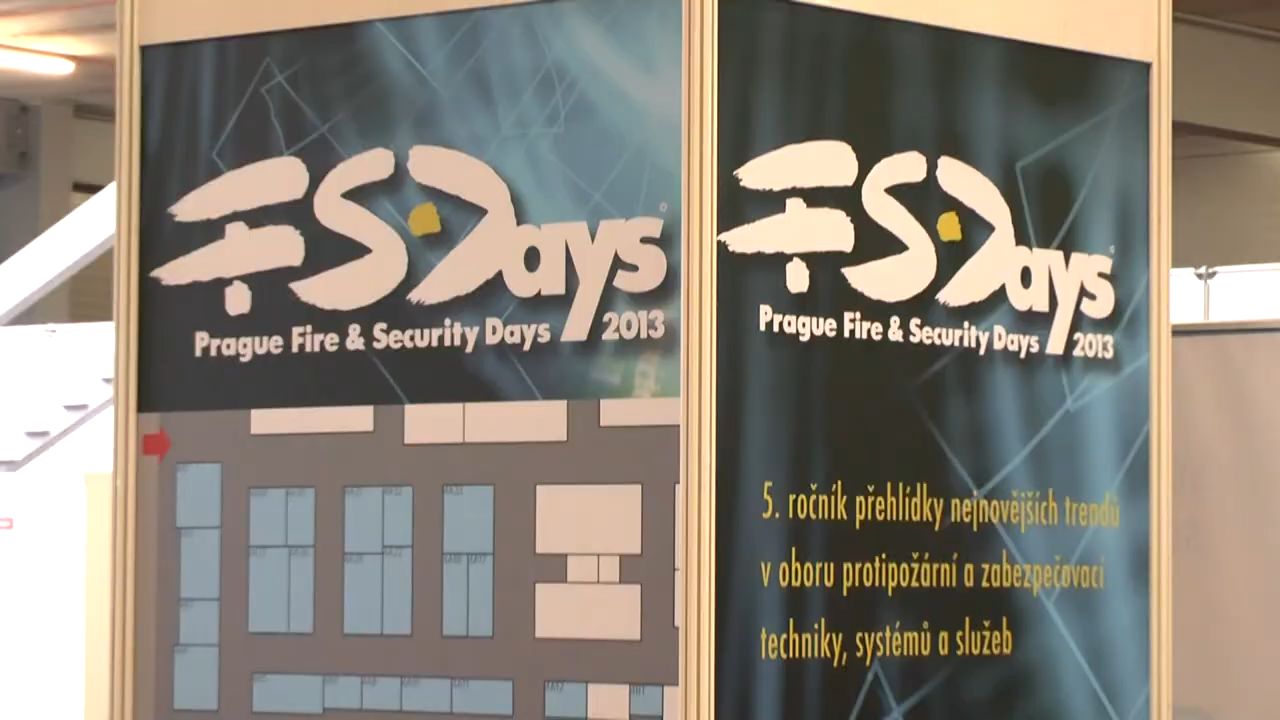 FSDays
Prague Fire & Security Days 2013
FSDays
Prague Fire & Security Days 2013
5. ročník přehlídky nejnovějších trendů
v oboru protipožární a zabezpečovací
techniky, systémů a služeb